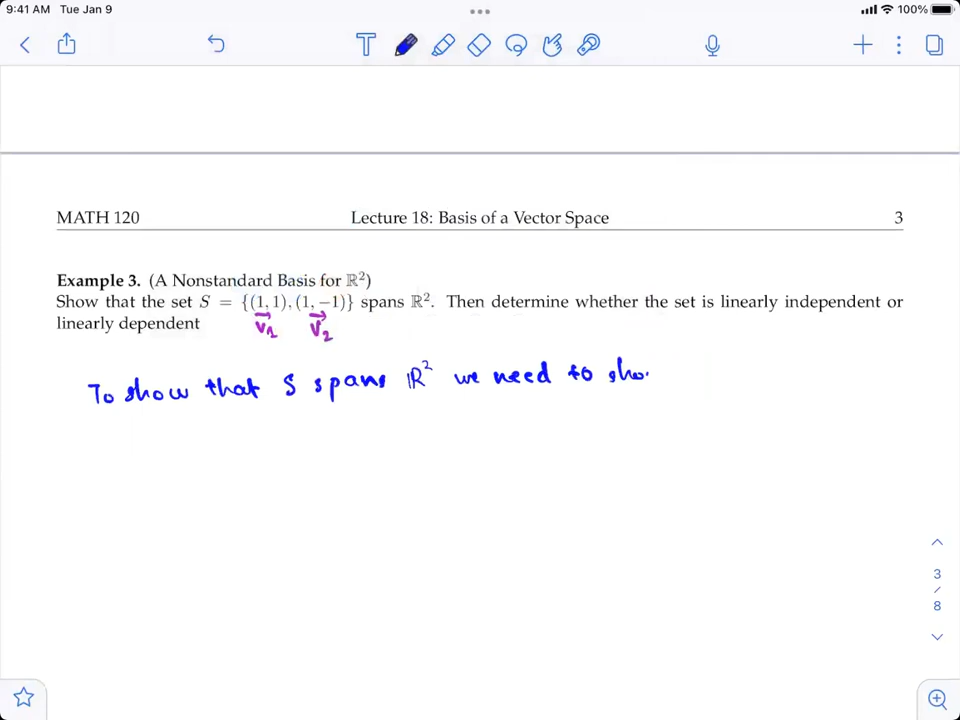 9:41 AM Tue Jan 9
100%
T
MATH 120
Lecture 18: Basis of a Vector Space
3
Example 3. (A Nonstandard Basis for ℝ²)
Show that the set S = {(1, 1), (1, −1)} spans ℝ². Then determine whether the set is linearly independent or
linearly dependent
v⃗₁ v⃗₂
To show that S spans ℝ² we need to sho
3
/
8